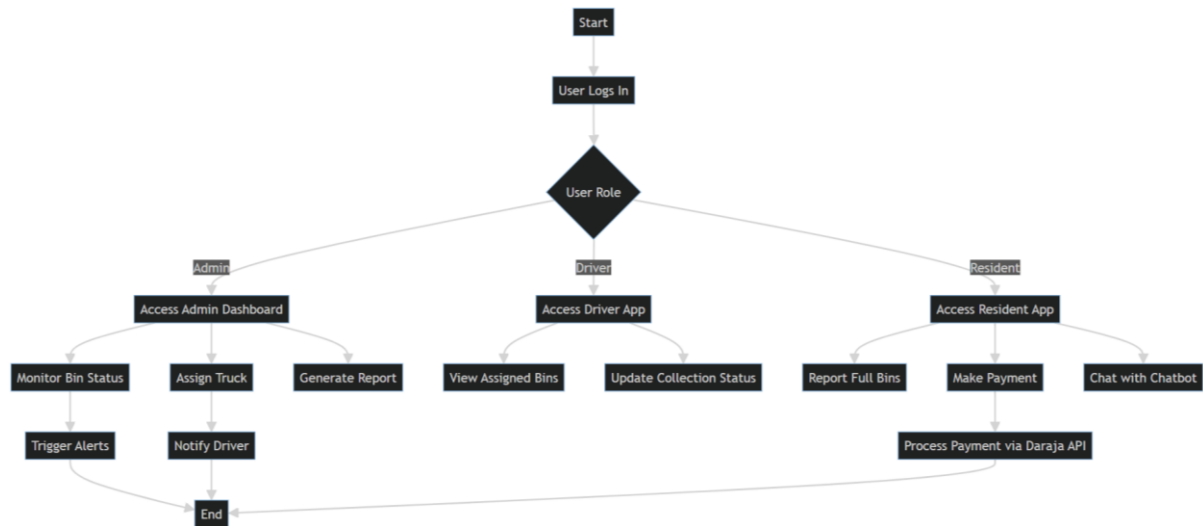 Start
User Logs In
User Role
Admin
Driver
Resident
Access Admin Dashboard
Access Driver App
Access Resident App
Monitor Bin Status
Assign Truck
Generate Report
View Assigned Bins
Update Collection Status
Report Full Bins
Make Payment
Chat with Chatbot
Trigger Alerts
Notify Driver
Process Payment via Daraja API
End